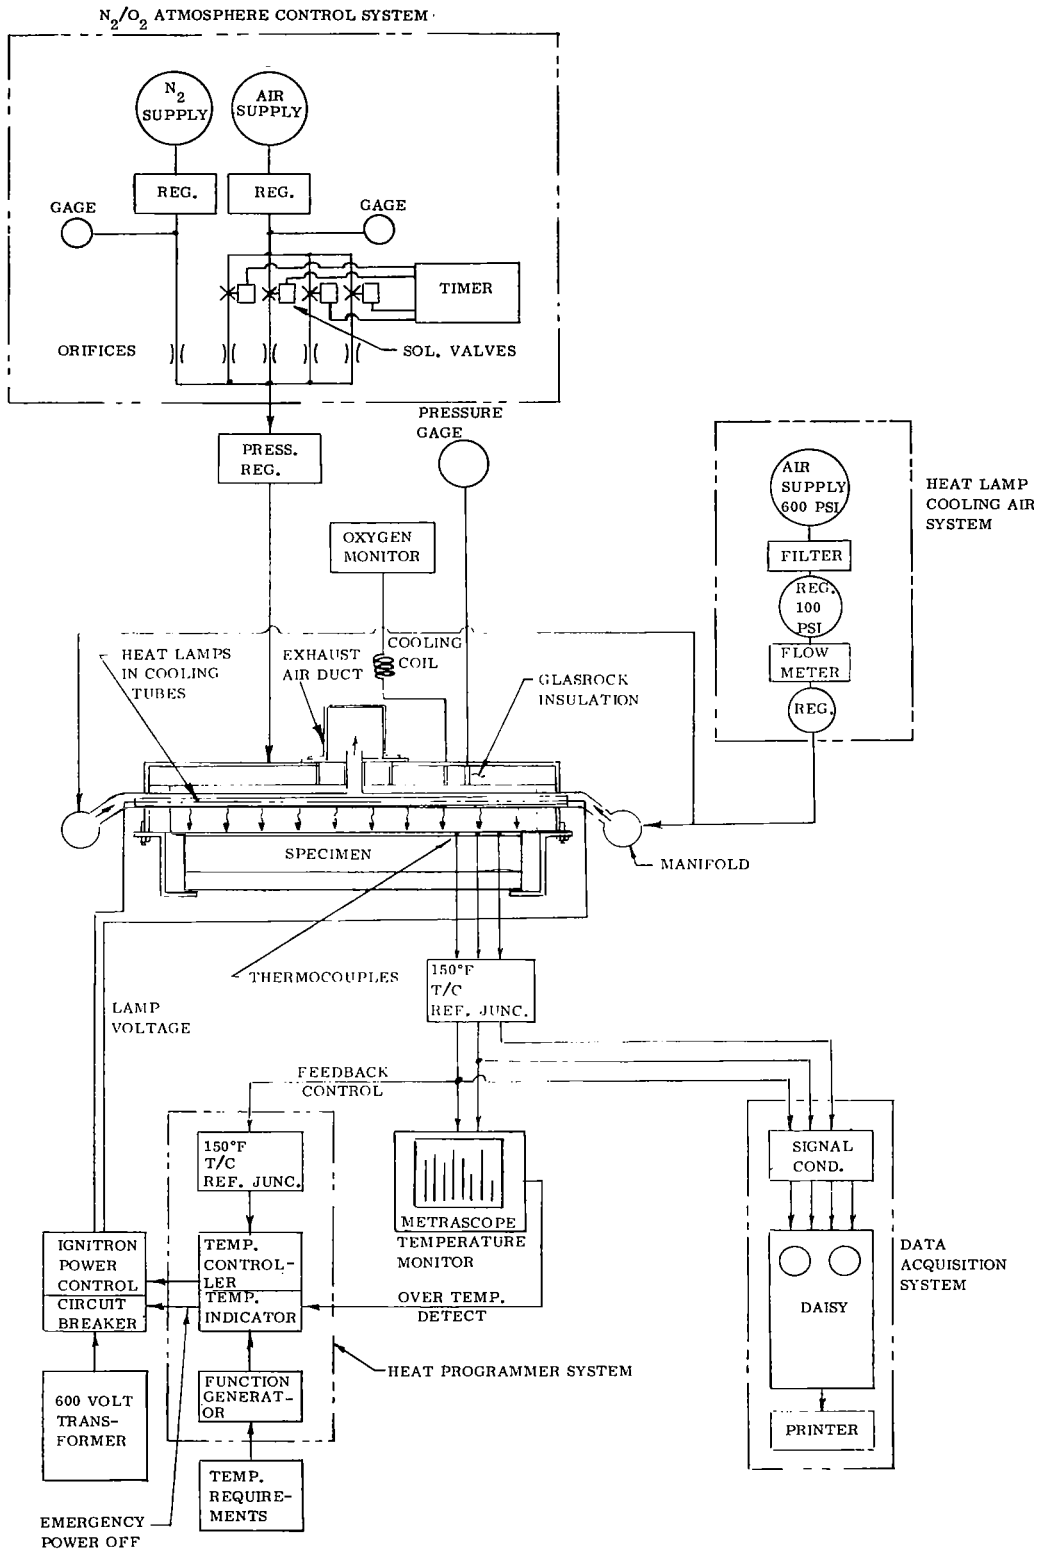 N2/O2 ATMOSPHERE CONTROL SYSTEM
N2
SUPPLY
AIR
SUPPLY
REG.
REG.
GAGE
GAGE
TIMER
ORIFICES
SOL. VALVES
PRESS.
REG.
PRESSURE
GAGE
OXYGEN
MONITOR
AIR
SUPPLY
600 PSI
HEAT LAMP
COOLING AIR
SYSTEM
FILTER
REG.
100
PSI
FLOW
METER
REG.
HEAT LAMPS
IN COOLING
TUBES
EXHAUST
AIR DUCT
COOLING
COIL
GLASROCK
INSULATION
SPECIMEN
MANIFOLD
THERMOCOUPLES
150°F
T/C
REF. JUNC.
LAMP
VOLTAGE
FEEDBACK
CONTROL
150°F
T/C
REF. JUNC.
METRASCOPE
TEMPERATURE
MONITOR
SIGNAL
COND.
IGNITRON
POWER
CONTROL
CIRCUIT
BREAKER
TEMP.
CONTROL-
LER
TEMP.
INDICATOR
OVER TEMP.
DETECT
DAISY
DATA
ACQUISITION
SYSTEM
600 VOLT
TRANS-
FORMER
FUNCTION
GENERAT-
OR
HEAT PROGRAMMER SYSTEM
PRINTER
TEMP.
REQUIRE-
MENTS
EMERGENCY
POWER OFF